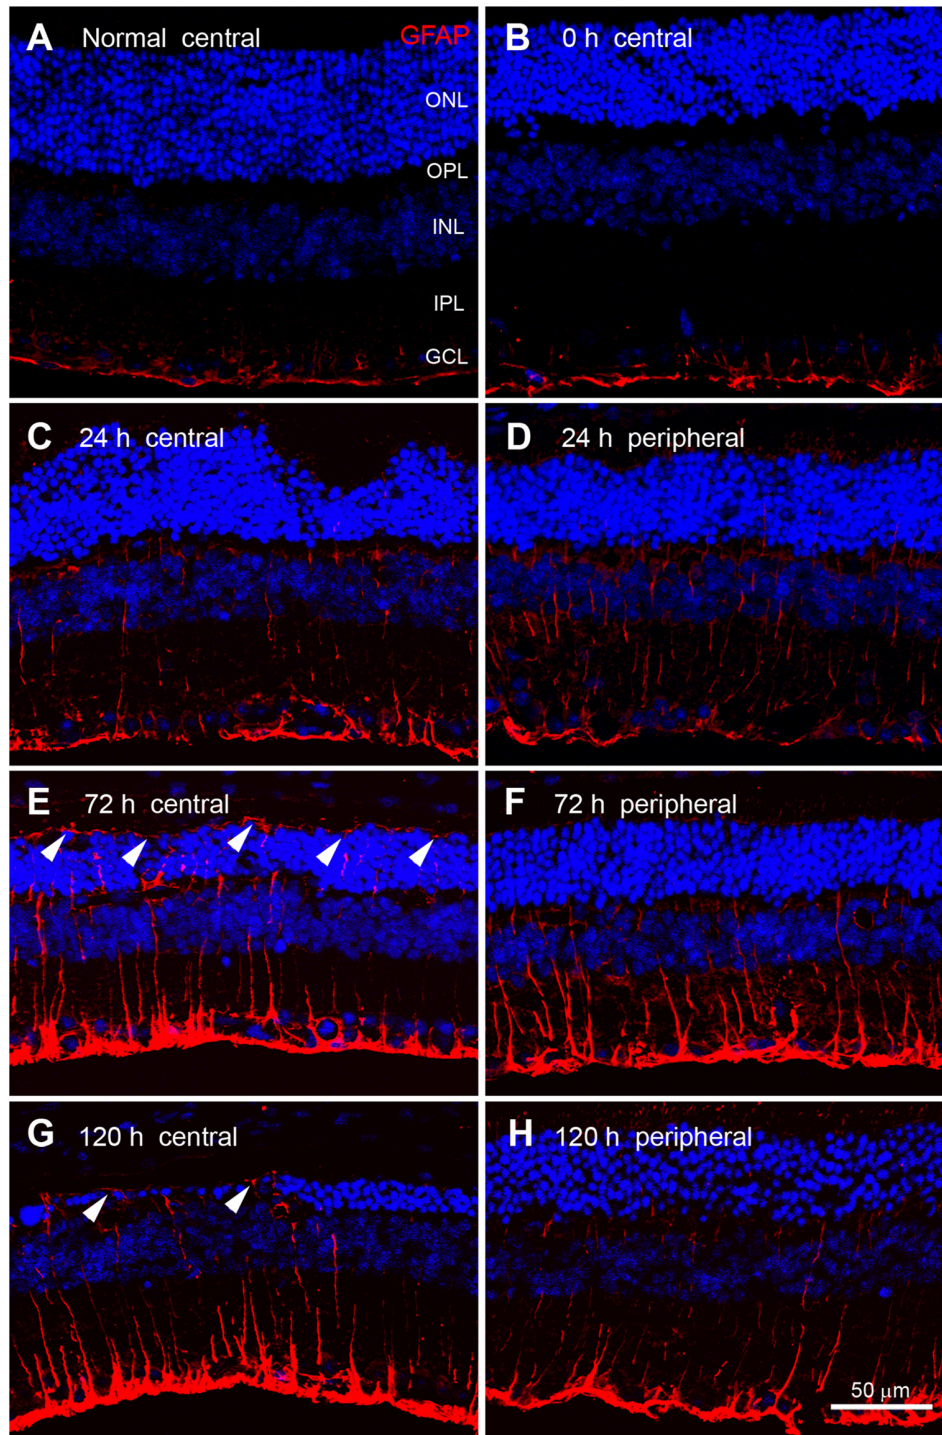 A Normal central GFAP
ONL
OPL
INL
IPL
GCL
B 0 h central
C 24 h central
D 24 h peripheral
E 72 h central
F 72 h peripheral
G 120 h central
H 120 h peripheral
50 μm